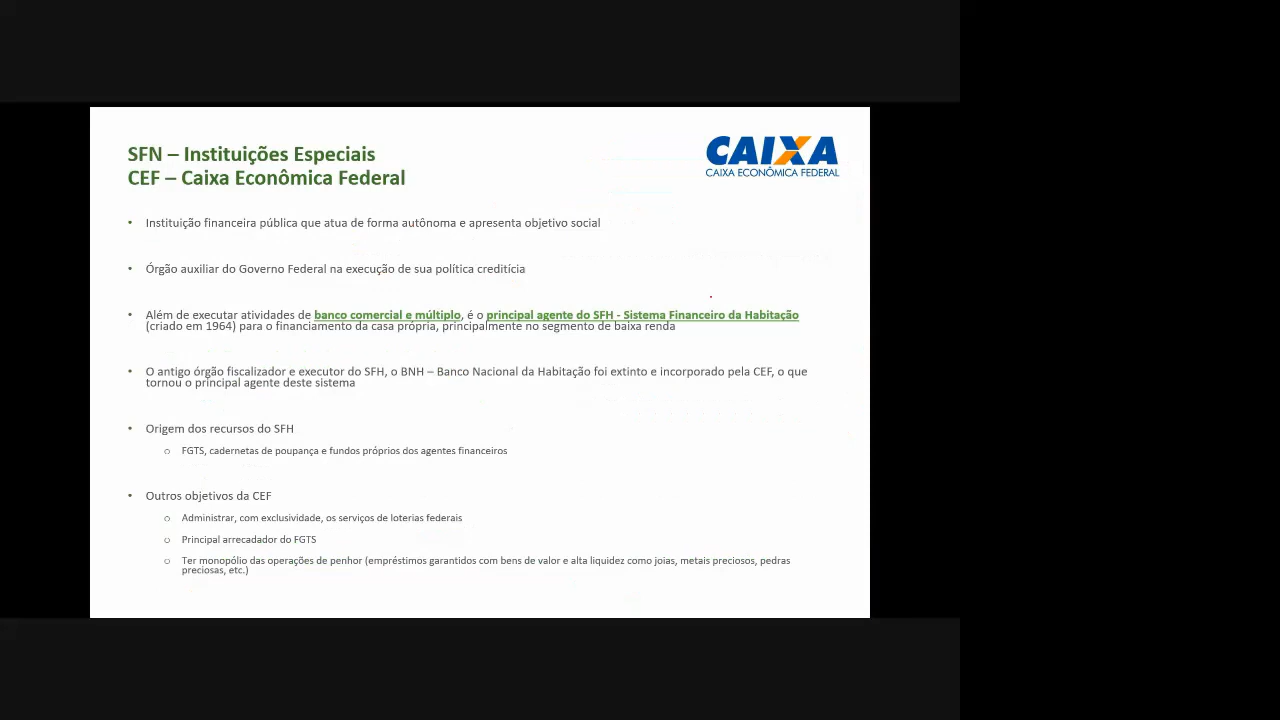 SFN – Instituições Especiais
CEF – Caixa Econômica Federal
CAIXA
CAIXA ECONÔMICA FEDERAL
• Instituição financeira pública que atua de forma autônoma e apresenta objetivo social
• Órgão auxiliar do Governo Federal na execução de sua política creditícia
• Além de executar atividades de banco comercial e múltiplo, é o principal agente do SFH - Sistema Financeiro da Habitação
(criado em 1964) para o financiamento da casa própria, principalmente no segmento de baixa renda
• O antigo órgão fiscalizador e executor do SFH, o BNH – Banco Nacional da Habitação foi extinto e incorporado pela CEF, o que
tornou o principal agente deste sistema
• Origem dos recursos do SFH
○ FGTS, cadernetas de poupança e fundos próprios dos agentes financeiros
• Outros objetivos da CEF
○ Administrar, com exclusividade, os serviços de loterias federais
○ Principal arrecadador do FGTS
○ Ter monopólio das operações de penhor (empréstimos garantidos com bens de valor e alta liquidez como joias, metais preciosos, pedras
preciosas, etc.)